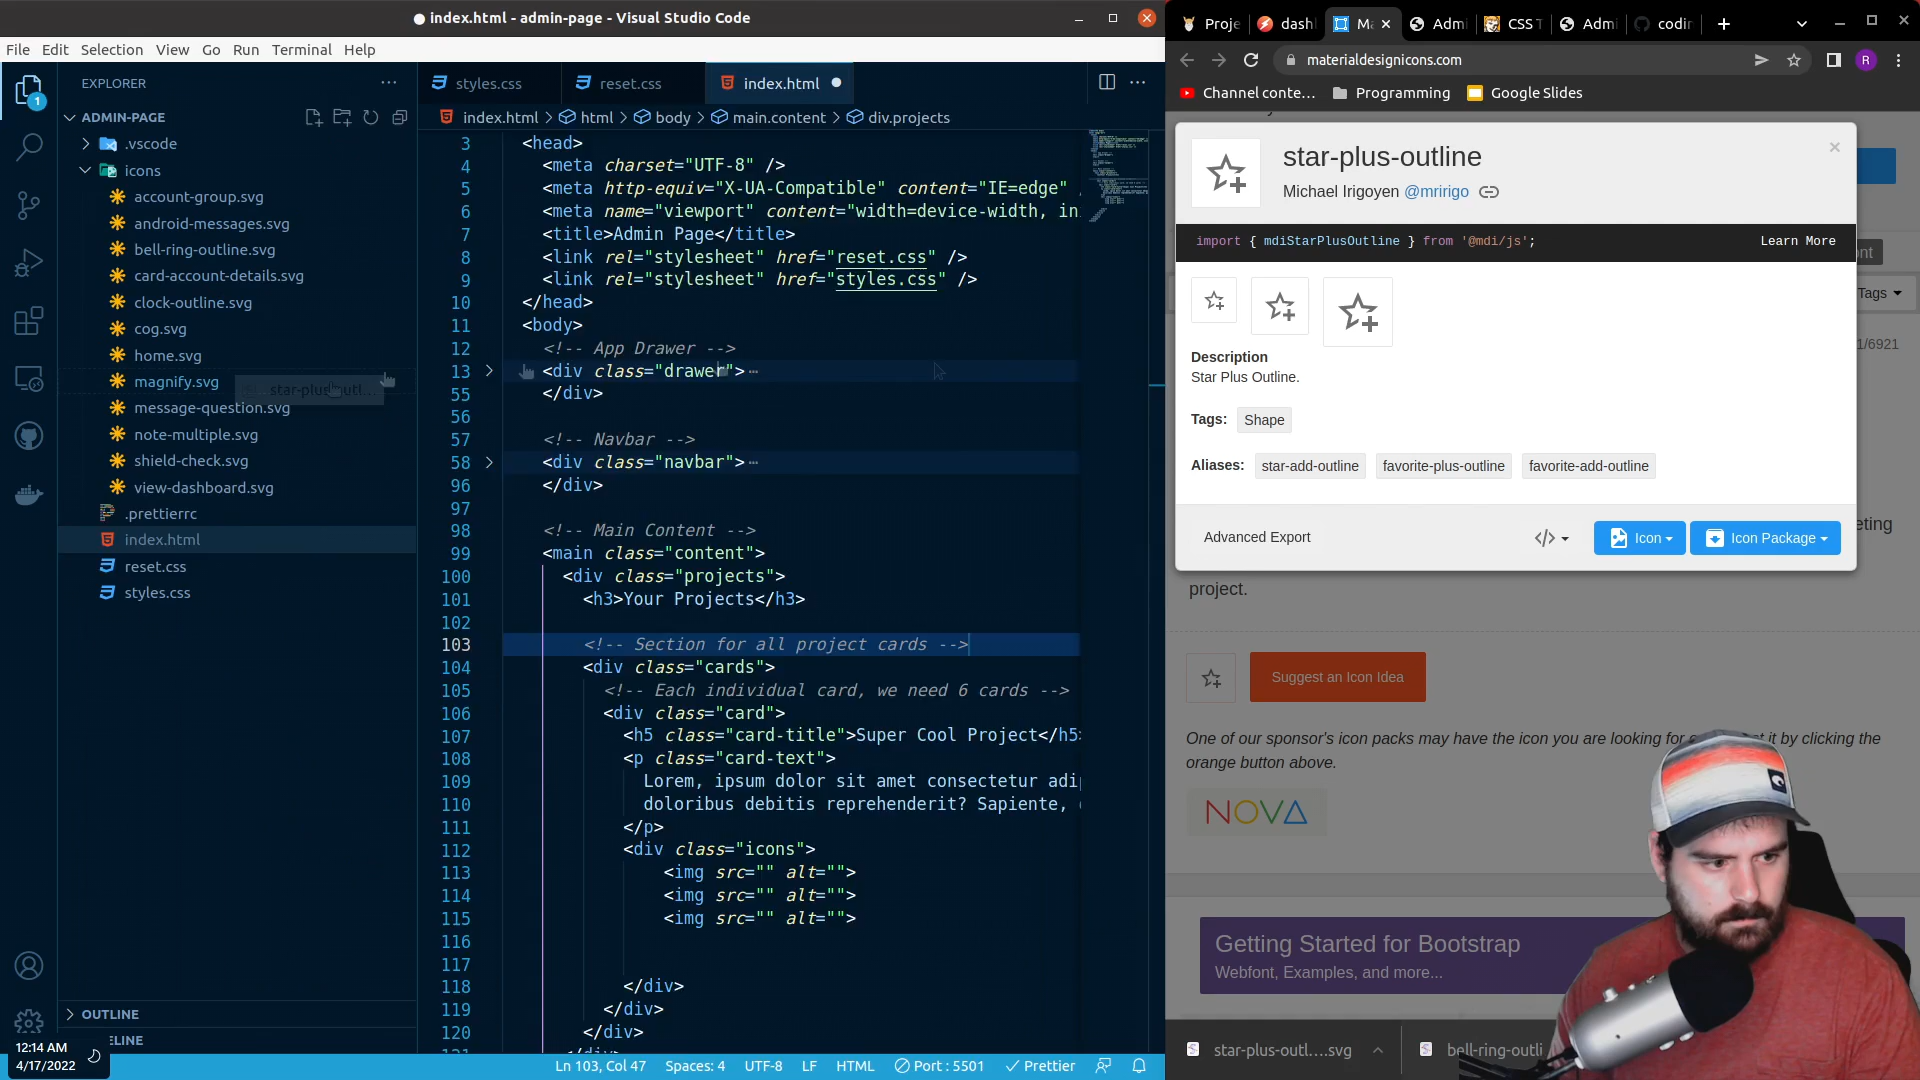 index.html - admin-page - Visual Studio Code
File Edit Selection View Go Run Terminal Help
EXPLORER
ADMIN-PAGE
.vscode
icons
account-group.svg
android-messages.svg
bell-ring-outline.svg
card-account-details.svg
clock-outline.svg
cog.svg
home.svg
magnify.svg
star-plus-outl...
message-question.svg
note-multiple.svg
shield-check.svg
view-dashboard.svg
.prettierrc
index.html
reset.css
styles.css
OUTLINE
ELINE
12:14 AM
4/17/2022
1
styles.css reset.css index.html
index.html > html > body > main.content > div.projects
3 <head>
4 <meta charset="UTF-8" />
5 <meta http-equiv="X-UA-Compatible" content="IE=edge" /
6 <meta name="viewport" content="width=device-width, in
7 <title>Admin Page</title>
8 <link rel="stylesheet" href="reset.css" />
9 <link rel="stylesheet" href="styles.css" />
10 </head>
11 <body>
12 <!-- App Drawer -->
13 <div class="drawer"> ⋯
55 </div>
56
57 <!-- Navbar -->
58 <div class="navbar"> ⋯
96 </div>
97
98 <!-- Main Content -->
99 <main class="content">
100 <div class="projects">
101 <h3>Your Projects</h3>
102
103 <!-- Section for all project cards -->
104 <div class="cards">
105 <!-- Each individual card, we need 6 cards -->
106 <div class="card">
107 <h5 class="card-title">Super Cool Project</h5>
108 <p class="card-text">
109 Lorem, ipsum dolor sit amet consectetur adip
110 doloribus debitis reprehenderit? Sapiente,
111 </p>
112 <div class="icons">
113 <img src="" alt="">
114 <img src="" alt="">
115 <img src="" alt="">
116
117
118 </div>
119 </div>
120 </div>
Ln 103, Col 47 Spaces: 4 UTF-8 LF HTML Port : 5501 Prettier
Proje dash Ma Adm CSS T Adm codin
materialdesignicons.com
R
Channel conte... Programming Google Slides
star-plus-outline
Michael Irigoyen @mririgo
import { mdiStarPlusOutline } from '@mdi/js'; Learn More
nt
Tags
1/6921
Description
Star Plus Outline.
Tags: Shape
Aliases: star-add-outline favorite-plus-outline favorite-add-outline
Advanced Export </> Icon Icon Package
eting
project.
Suggest an Icon Idea
One of our sponsor's icon packs may have the icon you are looking for it by clicking the
orange button above.
NOVA
Getting Started for Bootstrap
Webfont, Examples, and more...
star-plus-outl....svg bell-ring-outli